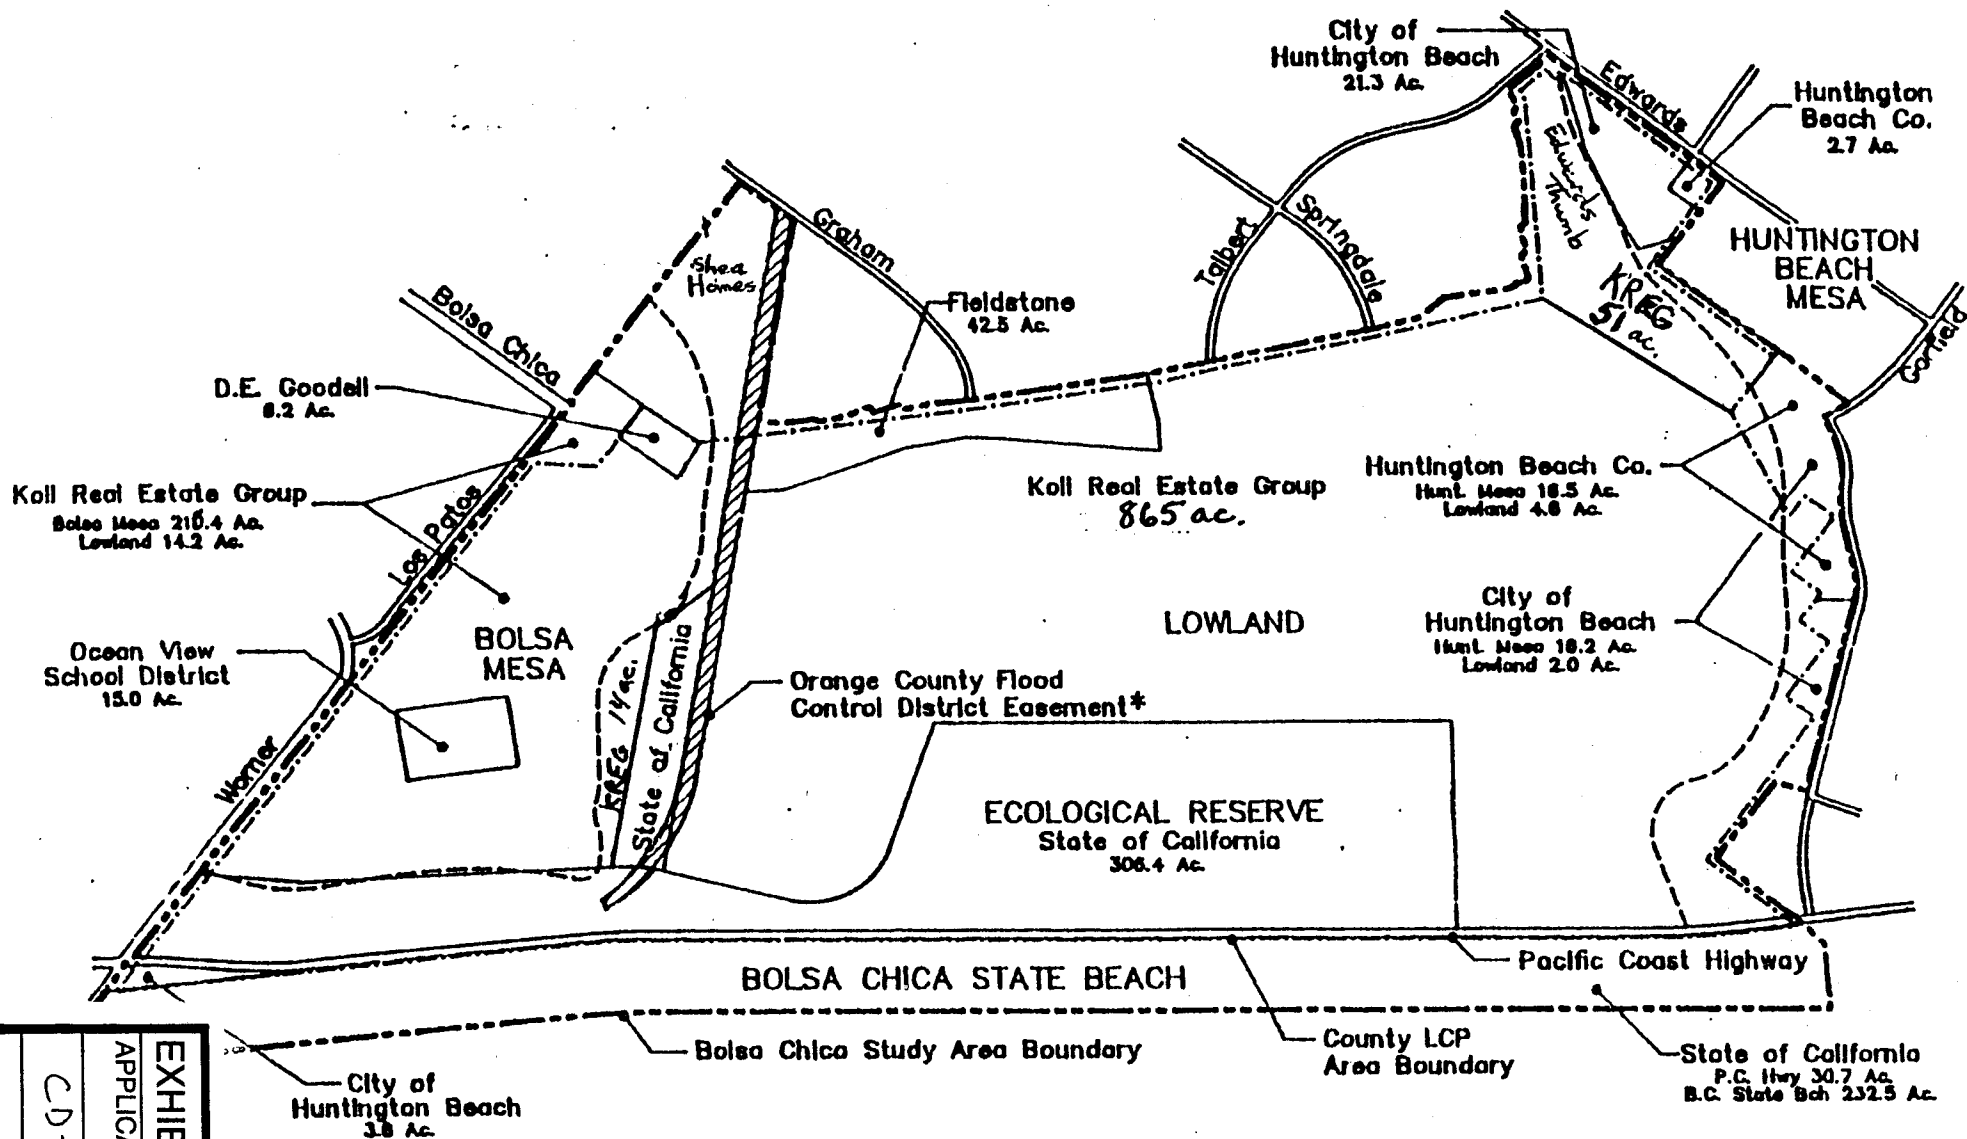 City of
Huntington Beach
21.3 Ac.
Edwards
Huntington
Beach Co.
2.7 Ac.
Edwards
Thumb
HUNTINGTON
BEACH
MESA
KREG
51 ac.
Garfield
Talbert
Springdale
Graham
Shea
Homes
Bolsa Chica
Fieldstone
42.5 Ac.
D.E. Goodell
6.2 Ac.
Koll Real Estate Group
Bolsa Mesa 215.4 Ac.
Lowland 14.2 Ac.
Los Patos
Koll Real Estate Group
865 ac.
Huntington Beach Co.
Hunt. Mesa 16.5 Ac.
Lowland 4.6 Ac.
LOWLAND
City of
Huntington Beach
Hunt. Mesa 16.2 Ac.
Lowland 2.0 Ac.
Ocean View
School District
15.0 Ac.
BOLSA
MESA
KREG 14 ac.
State of California
Orange County Flood
Control District Easement*
Warner
ECOLOGICAL RESERVE
State of California
306.4 Ac.
BOLSA CHICA STATE BEACH
Pacific Coast Highway
Bolsa Chica Study Area Boundary
County LCP
Area Boundary
State of California
P.C. Hwy 30.7 Ac.
B.C. State Bch 232.5 Ac.
City of
Huntington Beach
3.8 Ac.
EXHIB
APPLICA
CD